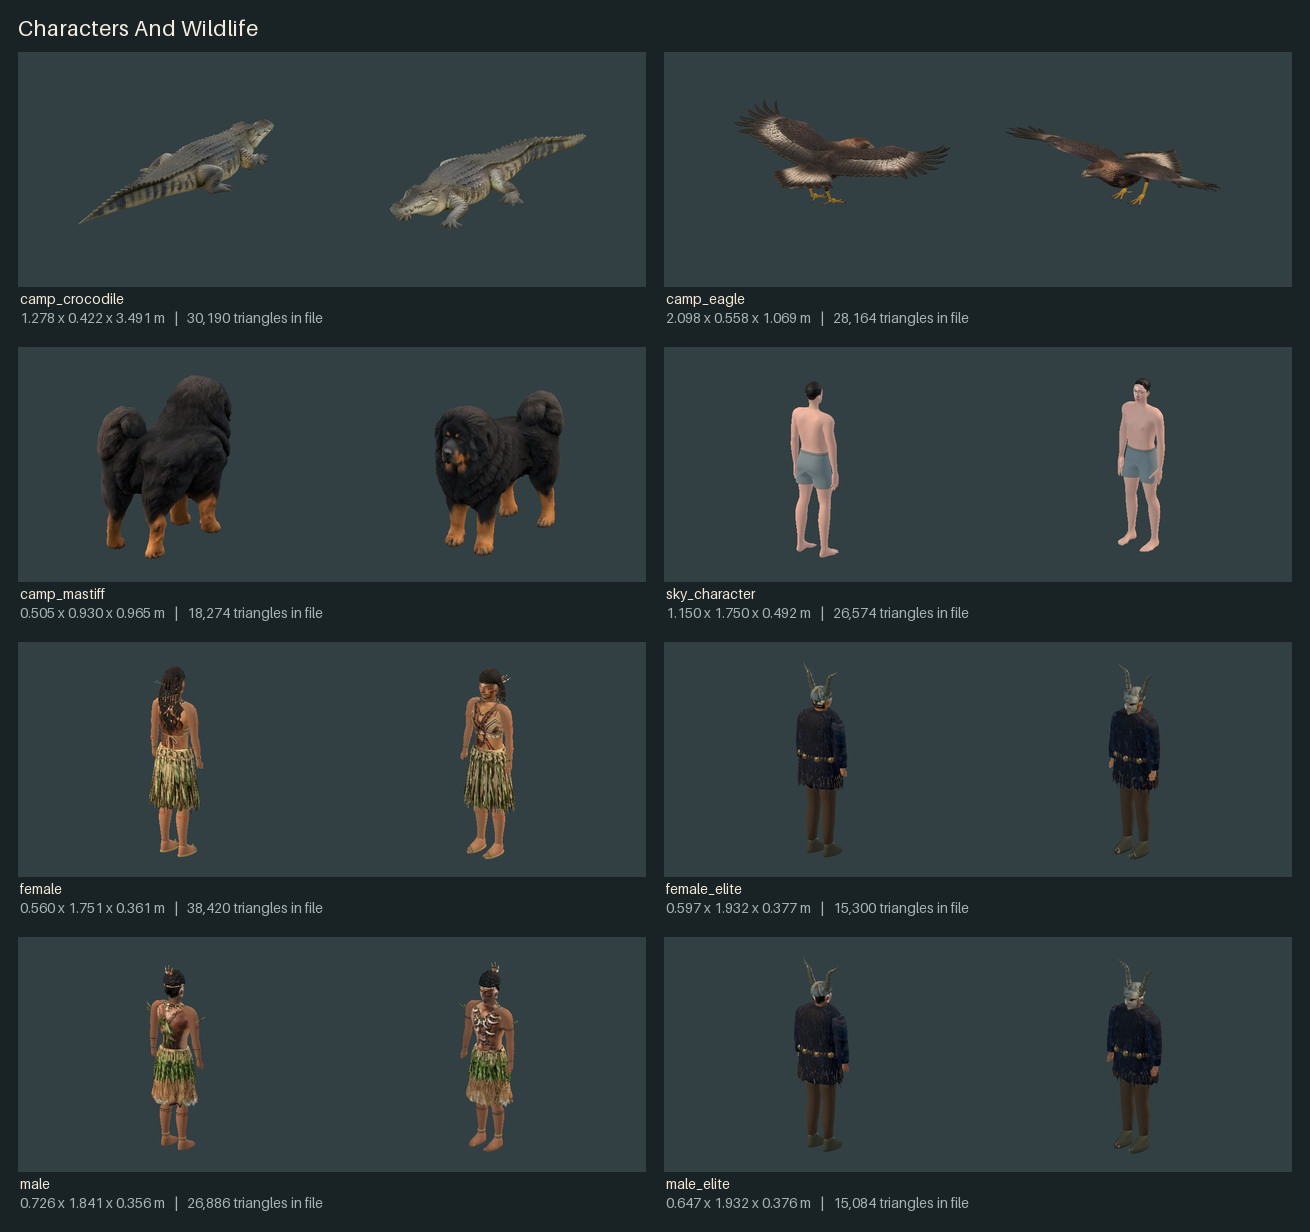 Characters And Wildlife
camp_crocodile
1.278 x 0.422 x 3.491 m | 30,190 triangles in file
camp_eagle
2.098 x 0.558 x 1.069 m | 28,164 triangles in file
camp_mastiff
0.505 x 0.930 x 0.965 m | 18,274 triangles in file
sky_character
1.150 x 1.750 x 0.492 m | 26,574 triangles in file
female
0.560 x 1.751 x 0.361 m | 38,420 triangles in file
female_elite
0.597 x 1.932 x 0.377 m | 15,300 triangles in file
male
0.726 x 1.841 x 0.356 m | 26,886 triangles in file
male_elite
0.647 x 1.932 x 0.376 m | 15,084 triangles in file